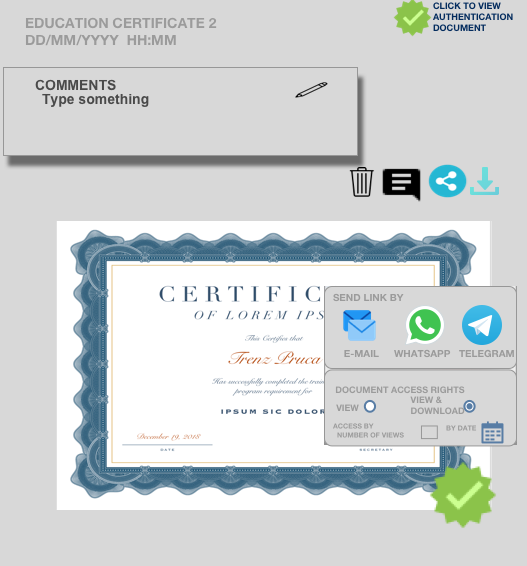 EDUCATION CERTIFICATE 2
DD/MM/YYYY HH:MM
CLICK TO VIEW
AUTHENTICATION
DOCUMENT
COMMENTS
Type something
CERTIFIC
OF LOREM IPS
This Certifies that
Trenz Pruca
Has successfully completed the
program requirement for
IPSUM SIC DOLOR
December 19, 2018
DATE
SECRETARY
SEND LINK BY
E-MAIL
WHATSAPP
TELEGRAM
DOCUMENT ACCESS RIGHTS
VIEW
VIEW &
DOWNLOAD
ACCESS BY
NUMBER OF VIEWS
BY DATE